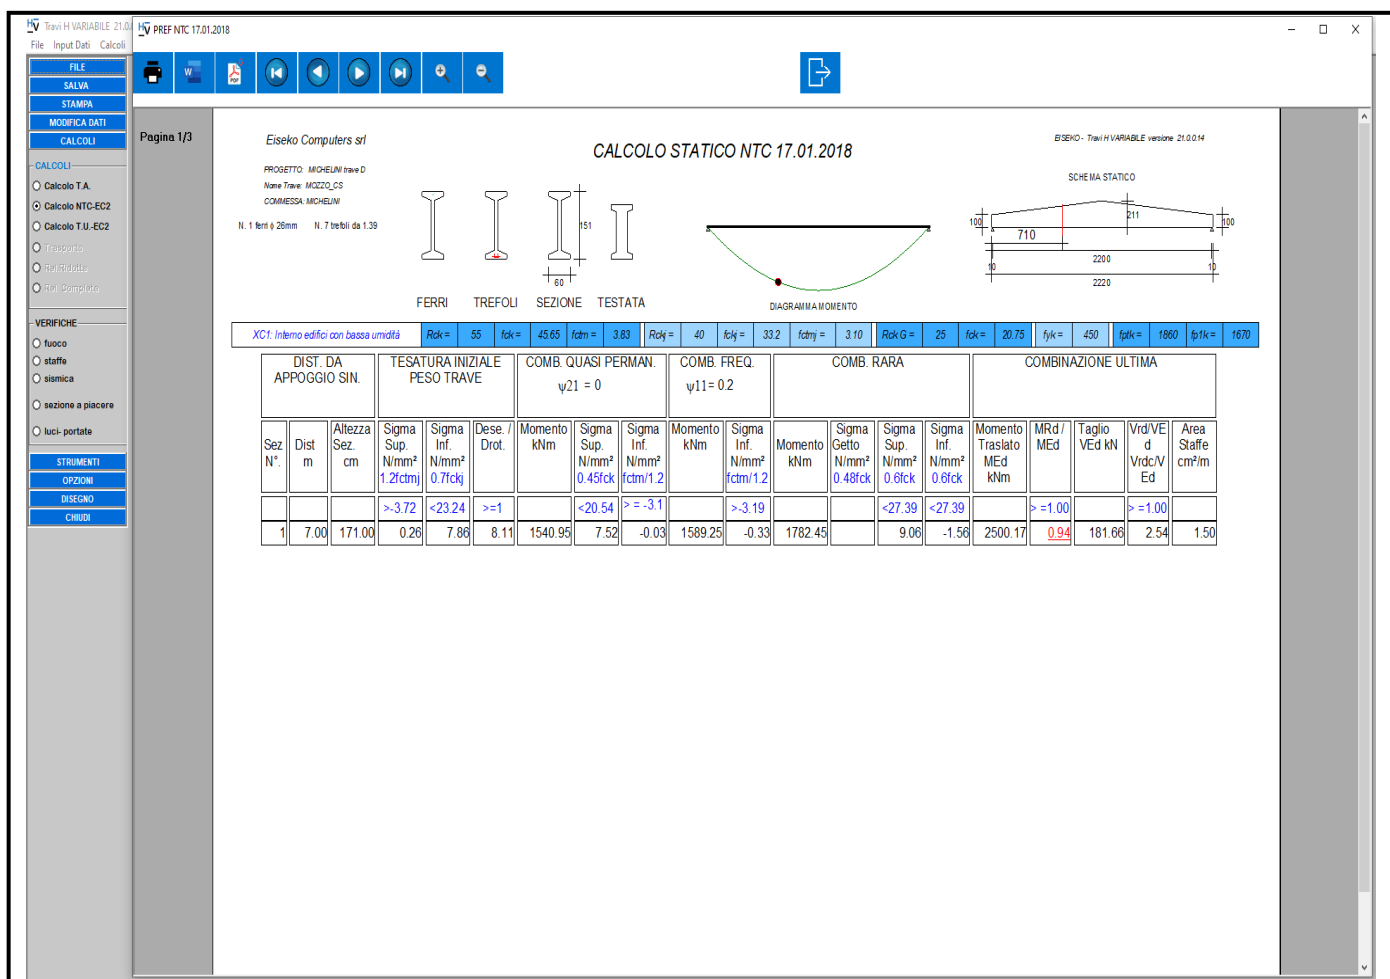 Travi H VARIABILE 21.0.
PREF NTC 17.01.2018
File Input Dati Calcoli
FILE
SALVA
STAMPA
MODIFICA DATI
CALCOLI
CALCOLI
Calcolo T.A.
Calcolo NTC-EC2
Calcolo T.U.-EC2
Trasporto
Rel.Ridotta
Rel. Completa
VERIFICHE
fuoco
staffe
sismica
sezione a piacere
luci- portate
STRUMENTI
OPZIONI
DISEGNO
CHIUDI
W
PDF
Pagina 1/3
Eiseko Computers srl
CALCOLO STATICO NTC 17.01.2018
EISEKO - Travi H VARIABILE versione 21.0.0.14
PROGETTO: MICHELINI trave D
Nome Trave: MOZZO_CS
COMMESSA: MICHELINI
N. 1 ferri ϕ 26mm N. 7 trefoli da 1.39
151
60
FERRI TREFOLI SEZIONE TESTATA
DIAGRAMMA MOMENTO
SCHEMA STATICO
100 211 100
710
2200
10 10
2220
XC1: Interno edifici con bassa umidità Rck = 55 fck = 45.65 fctm = 3.83 Rckj = 40 fckj = 33.2 fctmj = 3.10 Rck G = 25 fck = 20.75 fyk = 450 fptk = 1860 fp1k = 1670
DIST. DA APPOGGIO SIN.
TESATURA INIZIALE PESO TRAVE
COMB. QUASI PERMAN.
ψ21 = 0
COMB. FREQ.
ψ11= 0.2
COMB. RARA
COMBINAZIONE ULTIMA
Sez N°.
Dist m
Altezza Sez. cm
Sigma Sup. N/mm² 1.2fctmj
Sigma Inf. N/mm² 0.7fckj
Dese. / Drot.
Momento kNm
Sigma Sup. N/mm² 0.45fck
Sigma Inf. N/mm² fctm/1.2
Momento kNm
Sigma Inf. N/mm² fctm/1.2
Momento kNm
Sigma Getto N/mm² 0.48fck
Sigma Sup. N/mm² 0.6fck
Sigma Inf. N/mm² 0.6fck
Momento Traslato MEd kNm
MRd / MEd
Taglio VEd kN
Vrd/VE d Vrdc/V Ed
Area Staffe cm²/m
>-3.72 <23.24 >=1 <20.54 > = -3.1 >-3.19 <27.39 <27.39 > =1.00 > =1.00
1 7.00 171.00 0.26 7.86 8.11 1540.95 7.52 -0.03 1589.25 -0.33 1782.45 9.06 -1.56 2500.17 0.94 181.66 2.54 1.50